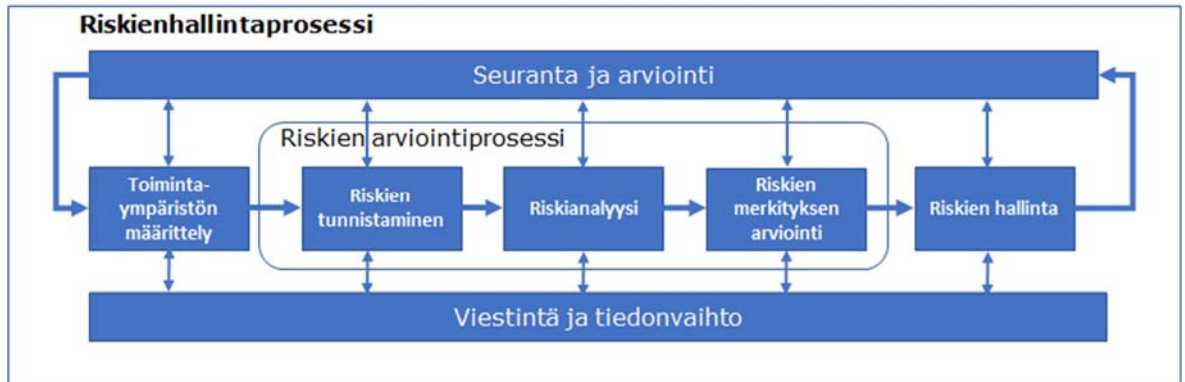 Riskienhallintaprosessi
Seuranta ja arviointi
Riskien arviointiprosessi
Toiminta-
ympäristön
määrittely
Riskien
tunnistaminen
Riskianalyysi
Riskien
merkityksen
arviointi
Riskien hallinta
Viestintä ja tiedonvaihto